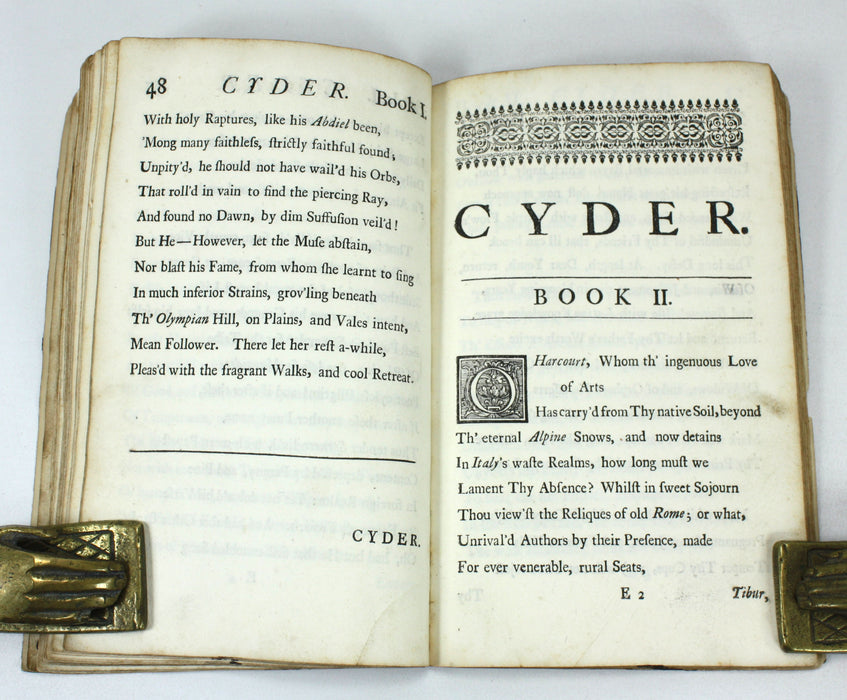 48 CYDER. Book I.
With holy Raptures, like his Abdiel been,
'Mong many faithleſs, ſtrictly faithful found;
Unpity'd, he ſhould not have wail'd his Orbs,
That roll'd in vain to find the piercing Ray,
And found no Dawn, by dim Suffuſion veil'd!
But He—However, let the Muſe abſtain,
Nor blaſt his Fame, from whom ſhe learnt to ſing
In much inferior Strains, grov'ling beneath
Th' Olympian Hill, on Plains, and Vales intent,
Mean Follower. There let her reſt a-while,
Pleas'd with the fragrant Walks, and cool Retreat.
CYDER.
CYDER.
BOOK II.
O Harcourt, Whom th' ingenuous Love
of Arts
Has carry'd from Thy native Soil, beyond
Th' eternal Alpine Snows, and now detains
In Italy's waſte Realms, how long muſt we
Lament Thy Abſence? Whilſt in ſweet Sojourn
Thou view'ſt the Reliques of old Rome; or what,
Unrival'd Authors by their Preſence, made
For ever venerable, rural Seats,
E 2 Tibur,